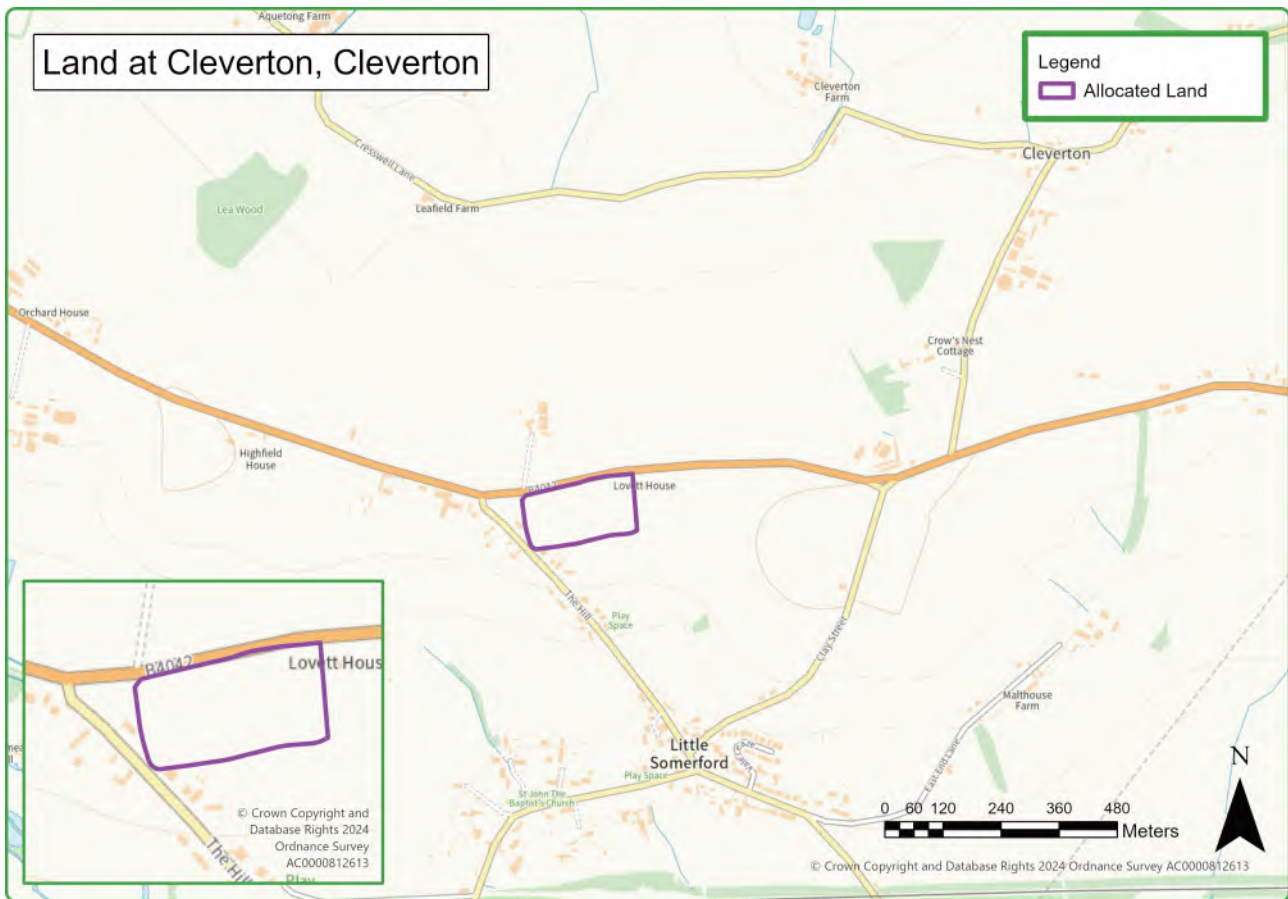 Land at Cleverton, Cleverton
Legend
Allocated Land
Aquetong Farm
Cleverton
Farm
Cleverton
Cresswell Lane
Lea Wood
Leafield Farm
Orchard House
Crow's Nest
Cottage
Highfield
House
B4042
Lovett House
The Hill
Play
Space
Clay Street
Malthouse
Farm
Little
Somerford
Play Space
East End Lane
St John The
Baptist's Church
N
0 60 120 240 360 480
Meters
© Crown Copyright and Database Rights 2024 Ordnance Survey AC0000812613
B4042
Lovett Hous
The Hill
Play
© Crown Copyright and
Database Rights 2024
Ordnance Survey
AC0000812613